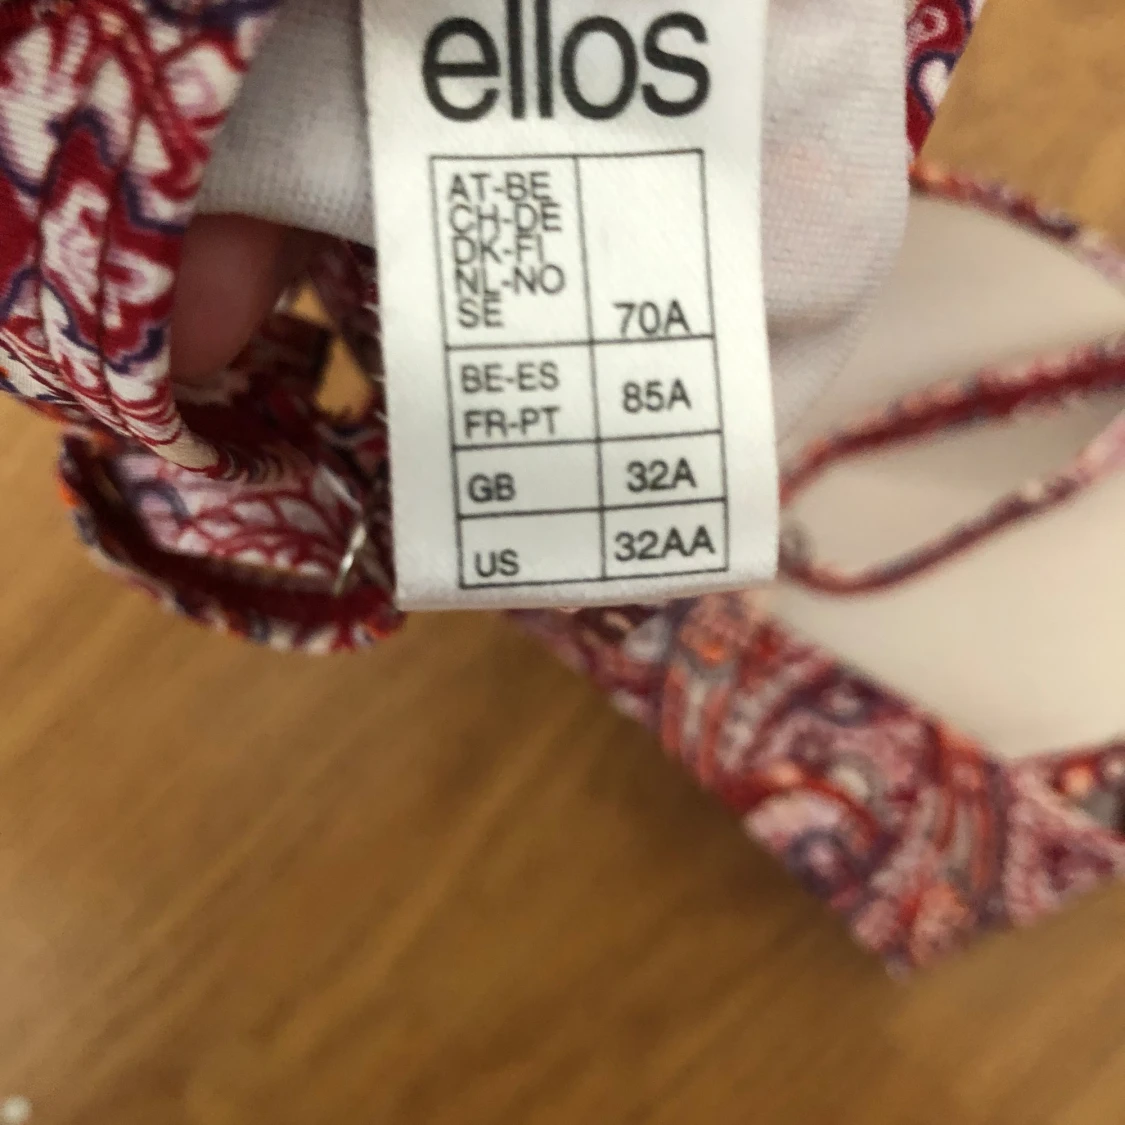 ellos
AT-BE
CH-DE
DK-FI
NL-NO
SE 70A
BE-ES
FR-PT 85A
GB 32A
US 32AA